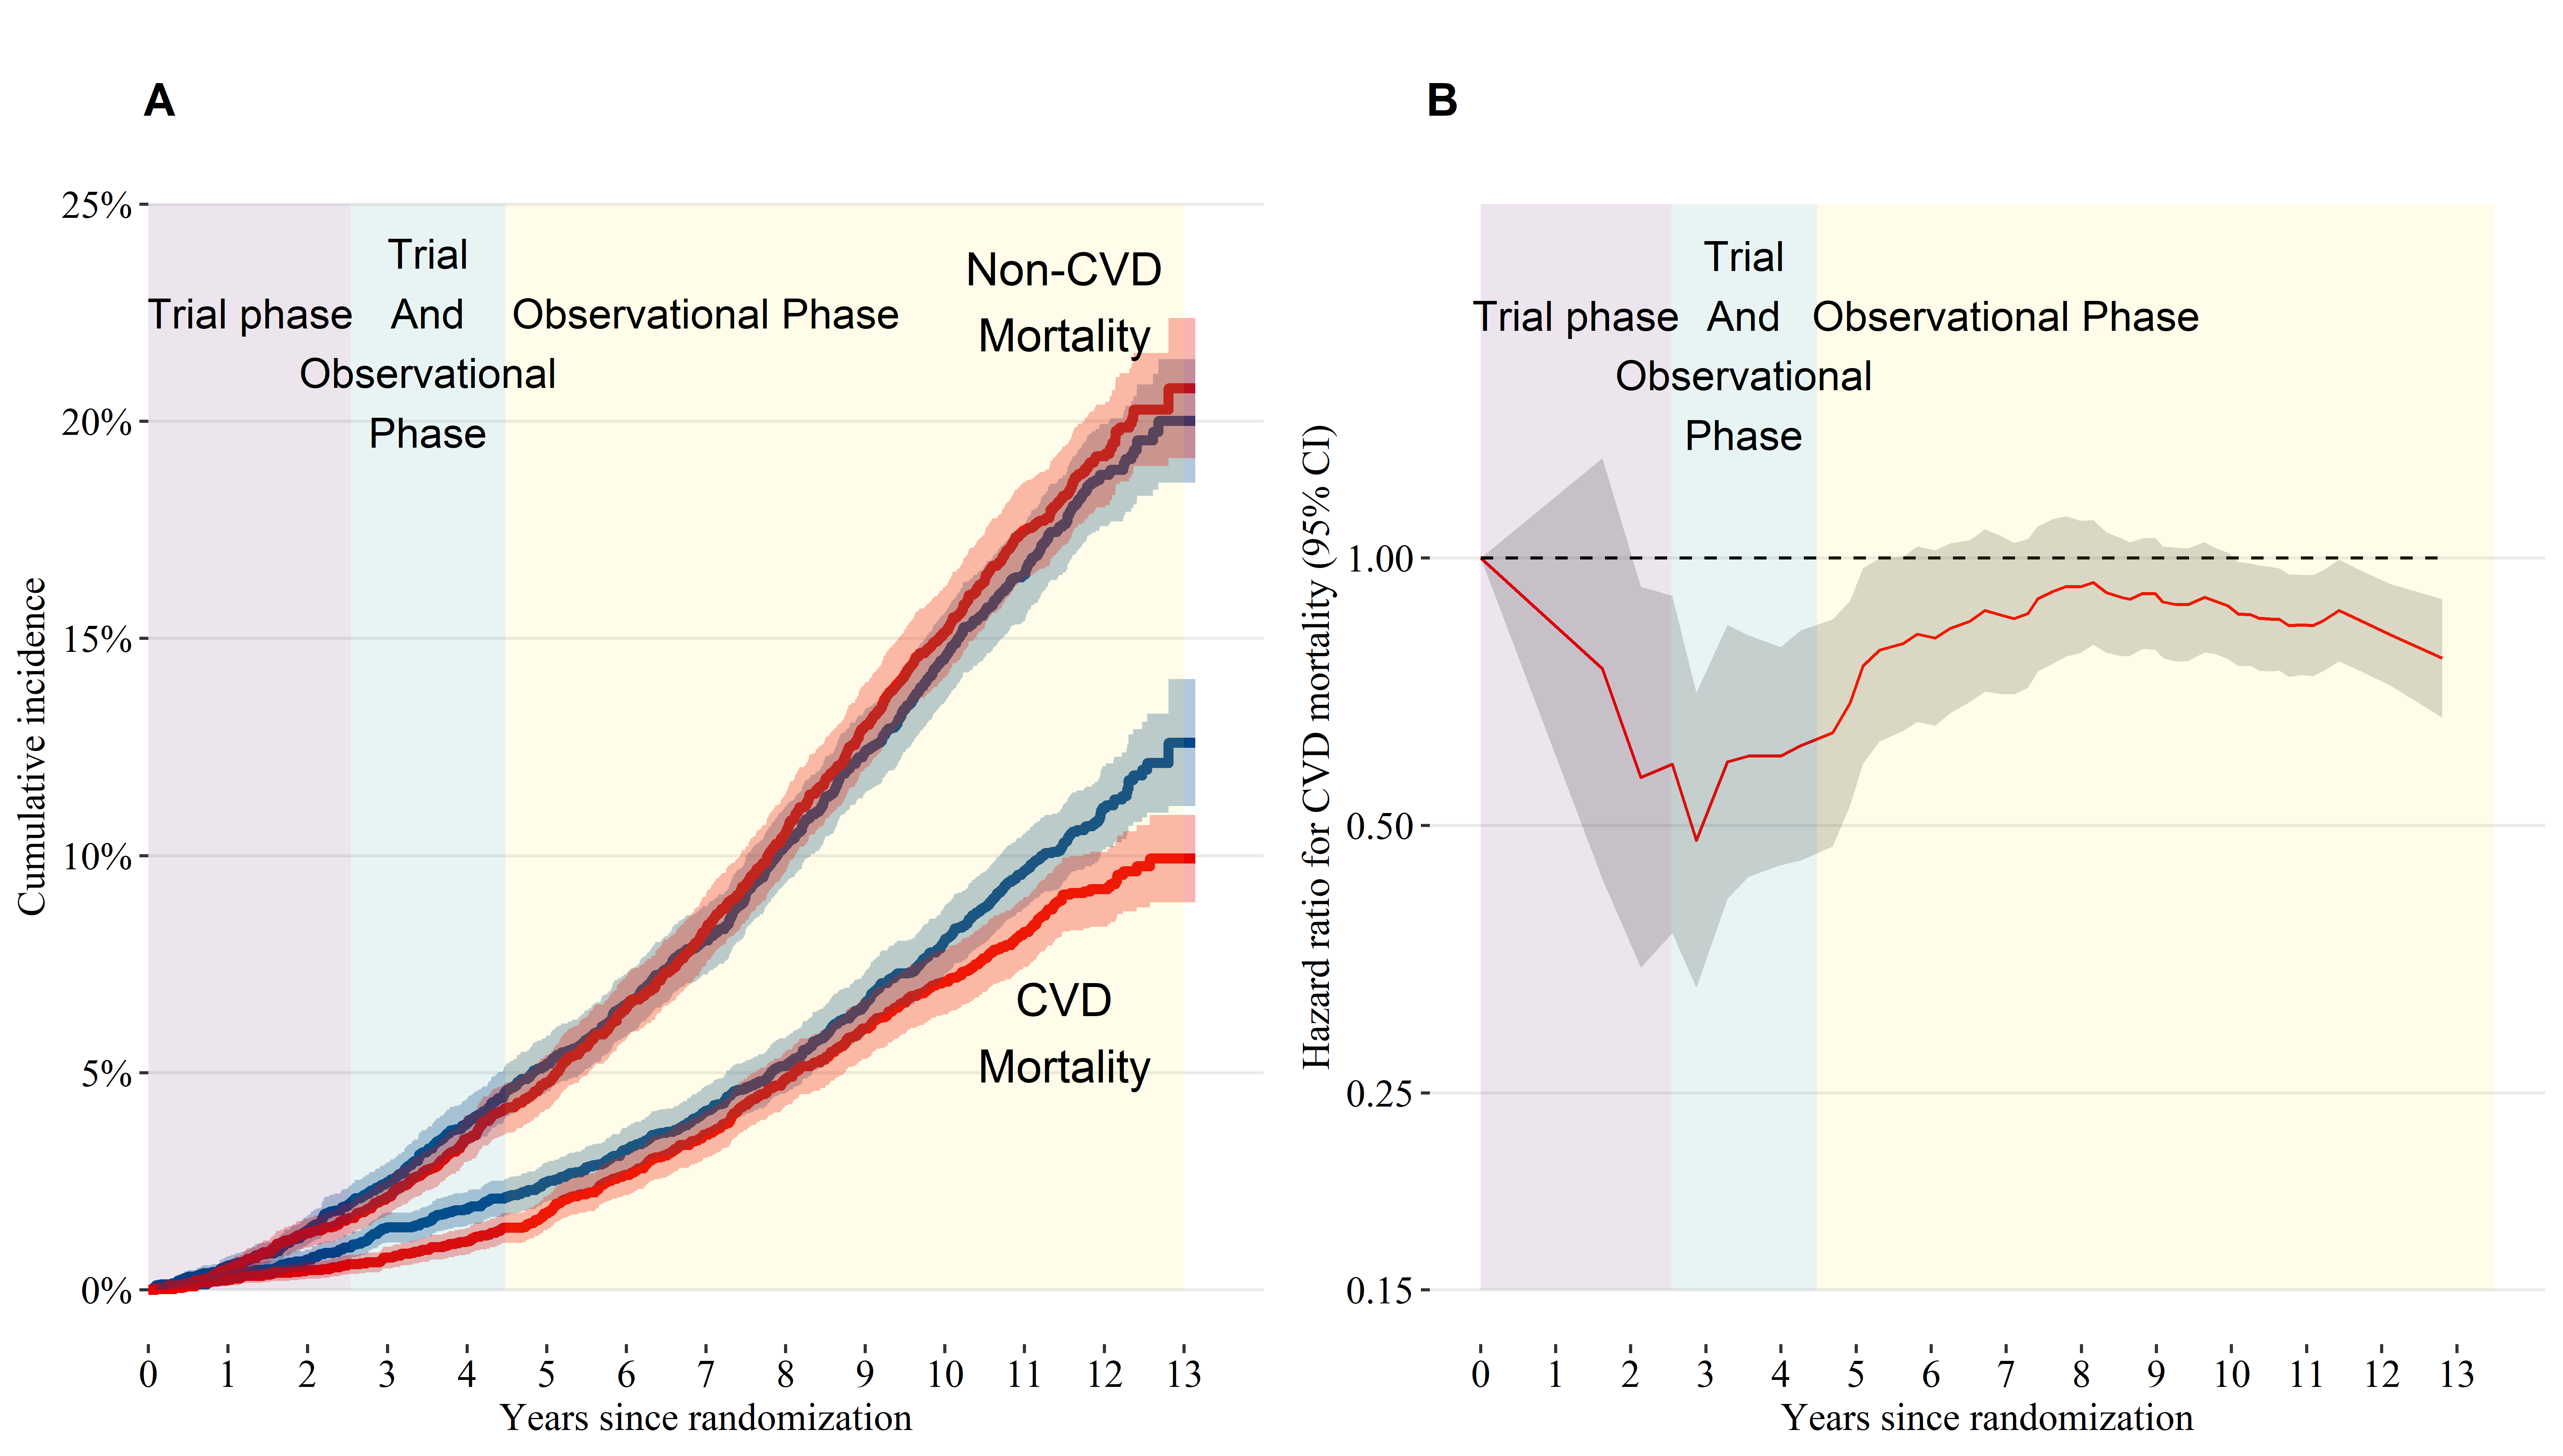 A
25%
20%
15%
10%
5%
0%
Cumulative incidence
Trial phase
Trial
And
Observational
Phase
Observational Phase
Non-CVD
Mortality
CVD
Mortality
0 1 2 3 4 5 6 7 8 9 10 11 12 13
Years since randomization
B
1.00
0.50
0.25
0.15
Hazard ratio for CVD mortality (95% CI)
Trial phase
Trial
And
Observational
Phase
Observational Phase
0 1 2 3 4 5 6 7 8 9 10 11 12 13
Years since randomization